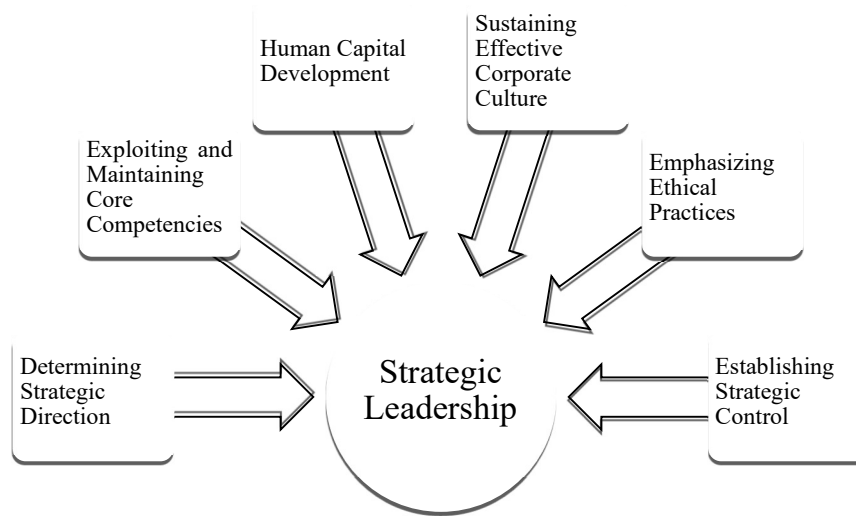 Human Capital
Development
Sustaining
Effective
Corporate
Culture
Exploiting and
Maintaining
Core
Competencies
Emphasizing
Ethical
Practices
Determining
Strategic
Direction
Strategic
Leadership
Establishing
Strategic
Control